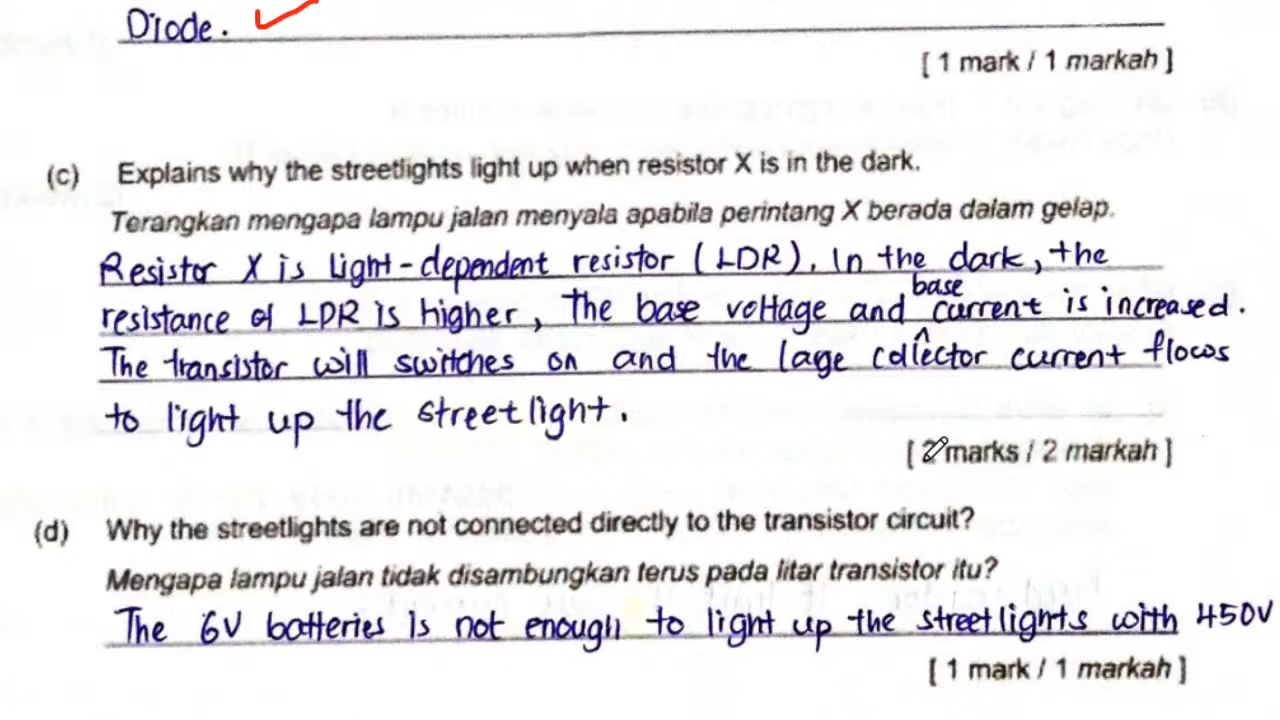 Diode.
[ 1 mark / 1 markah ]
(c) Explains why the streetlights light up when resistor X is in the dark.
Terangkan mengapa lampu jalan menyala apabila perintang X berada dalam gelap.
Resistor X is light-dependent resistor (LDR). In the dark, the
base
resistance of LDR is higher, The base voltage and current is increased.
The transistor will switches on and the lage collector current flows
to light up the streetlight.
[ 2 marks / 2 markah ]
(d) Why the streetlights are not connected directly to the transistor circuit?
Mengapa lampu jalan tidak disambungkan terus pada litar transistor itu?
The 6V batteries is not enough to light up the streetlights with 450V
[ 1 mark / 1 markah ]